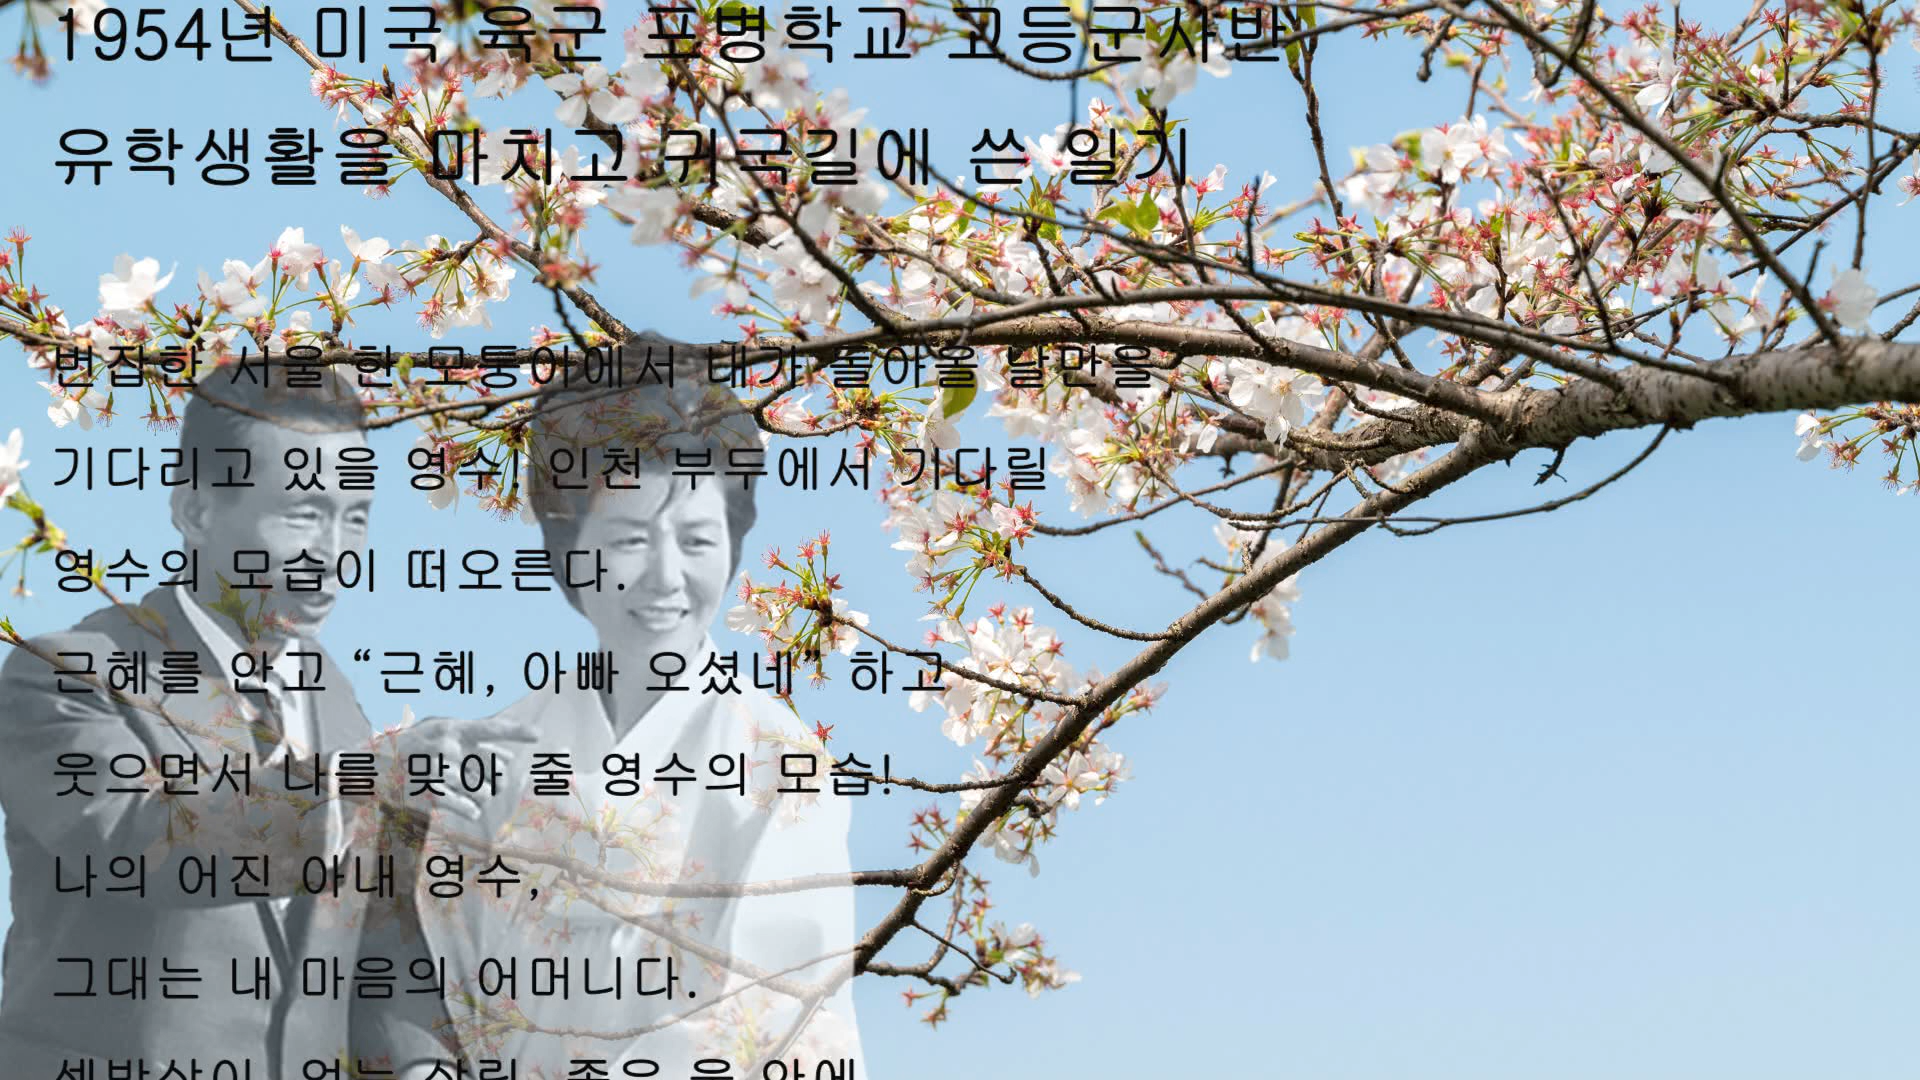 1954년 미국 육군 포병학교 고등군사반
유학생활을 마치고 귀국길에 쓴 일기
번잡한 서울 한 모퉁이에서 내가 돌아올 날만을
기다리고 있을 영수. 인천 부두에서 기다릴
영수의 모습이 떠오른다.
근혜를 안고 “근혜, 아빠 오셨네” 하고
웃으면서 나를 맞아 줄 영수의 모습!
나의 어진 아내 영수,
그대는 내 마음의 어머니다.